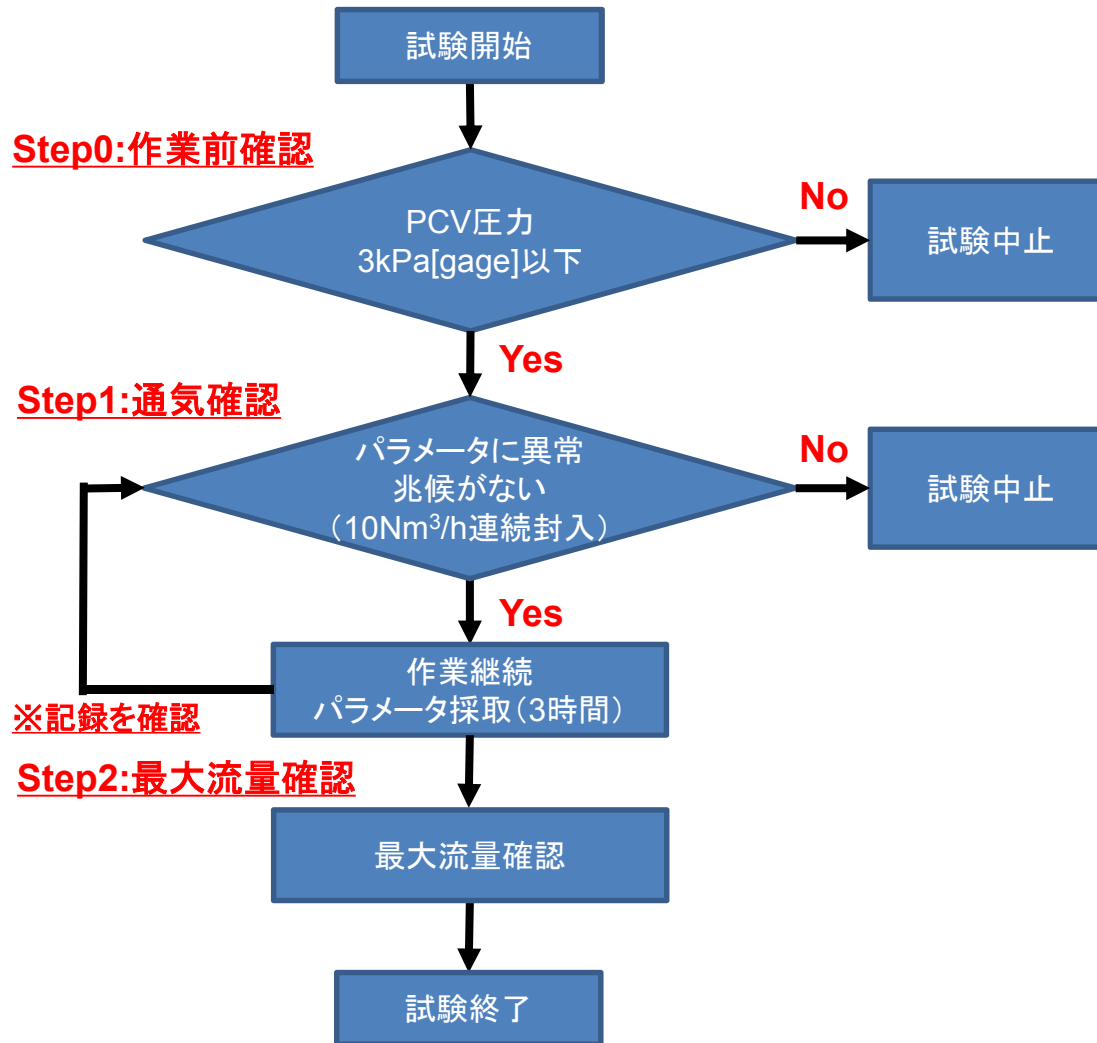 試験開始
Step0:作業前確認
PCV圧力
3kPa[gage]以下
No
試験中止
Yes
Step1:通気確認
パラメータに異常
兆候がない
（10Nm³/h連続封入）
No
試験中止
Yes
作業継続
パラメータ採取（3時間）
※記録を確認
Step2:最大流量確認
最大流量確認
試験終了